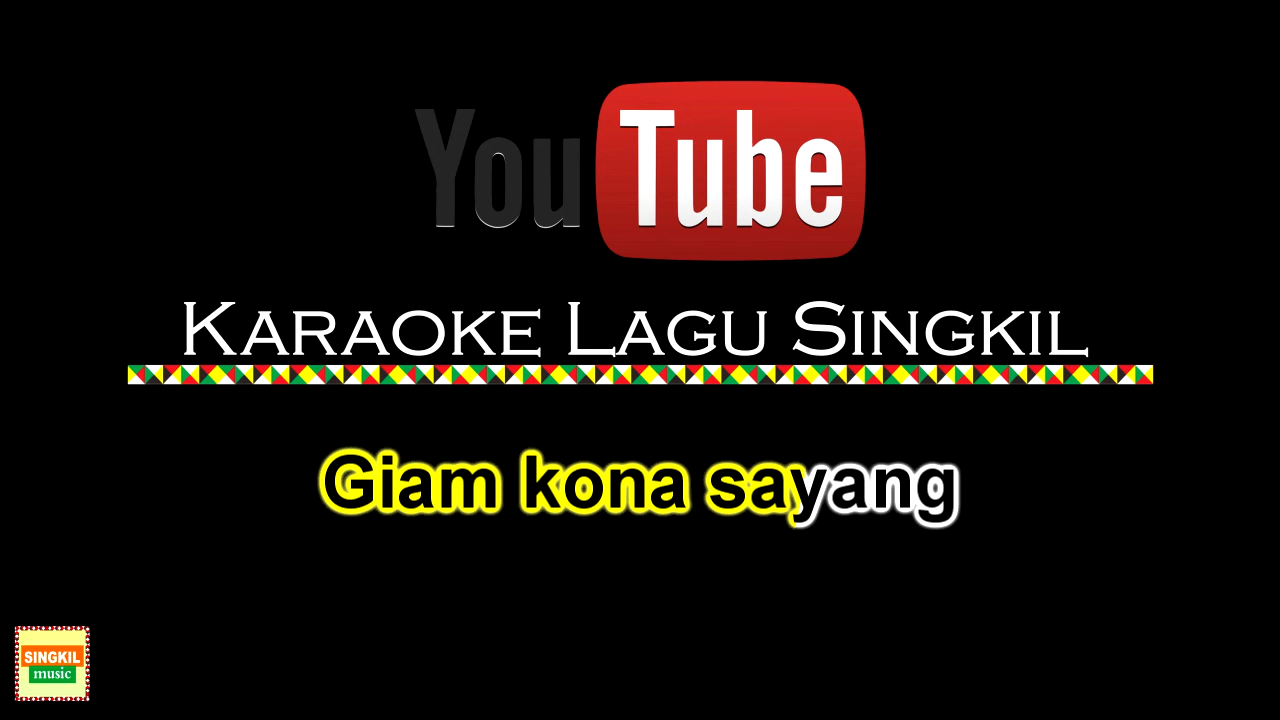 YouTube
KARAOKE LAGU SINGKIL
Giam kona sayang
SINGKIL
music